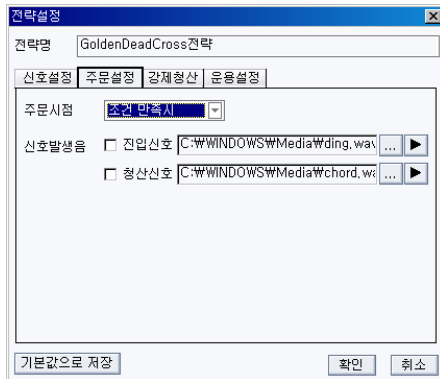 전략설정
전략명 GoldenDeadCross전략
신호설정 주문설정 강제청산 운용설정
주문시점 조건 만족시
신호발생음 진입신호 C:₩WINDOWS₩Media₩ding,wav ...
청산신호 C:₩WINDOWS₩Media₩chord,wa ...
기본값으로 저장 확인 취소